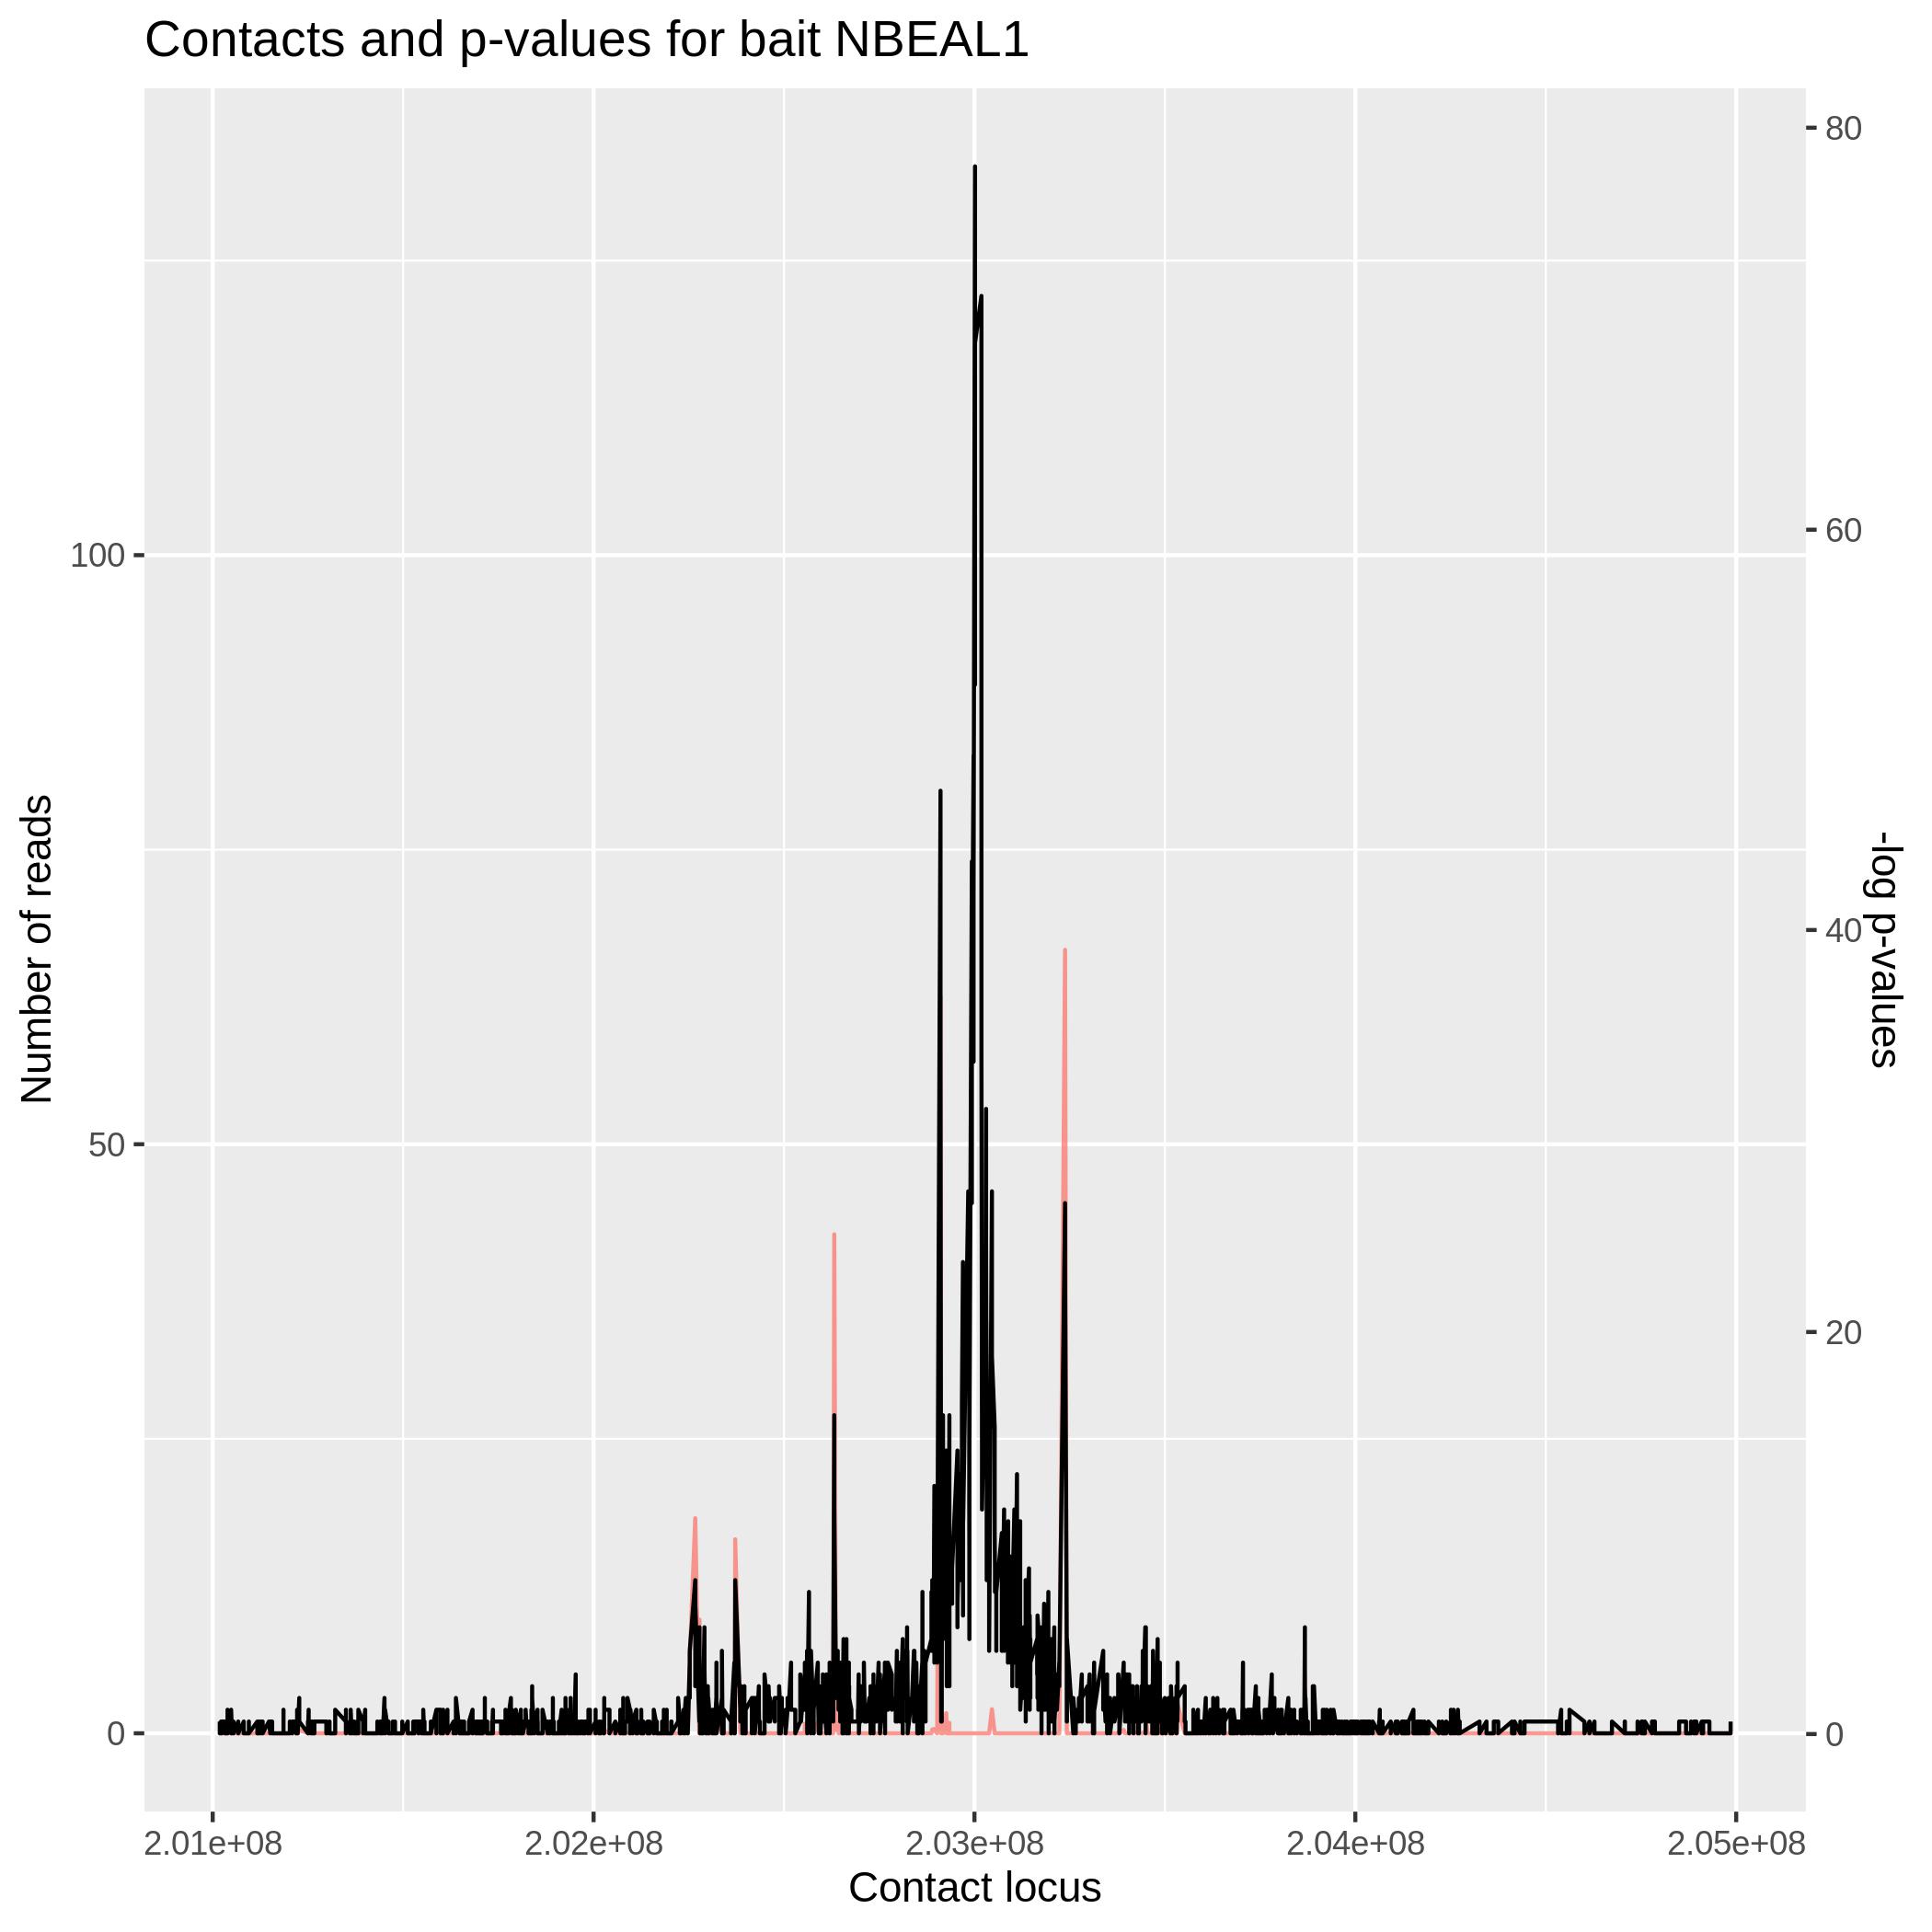 Contacts and p-values for bait NBEAL1
80
60
40
20
0
-log p-values
100
50
0
Number of reads
2.01e+08
2.02e+08
2.03e+08
2.04e+08
2.05e+08
Contact locus